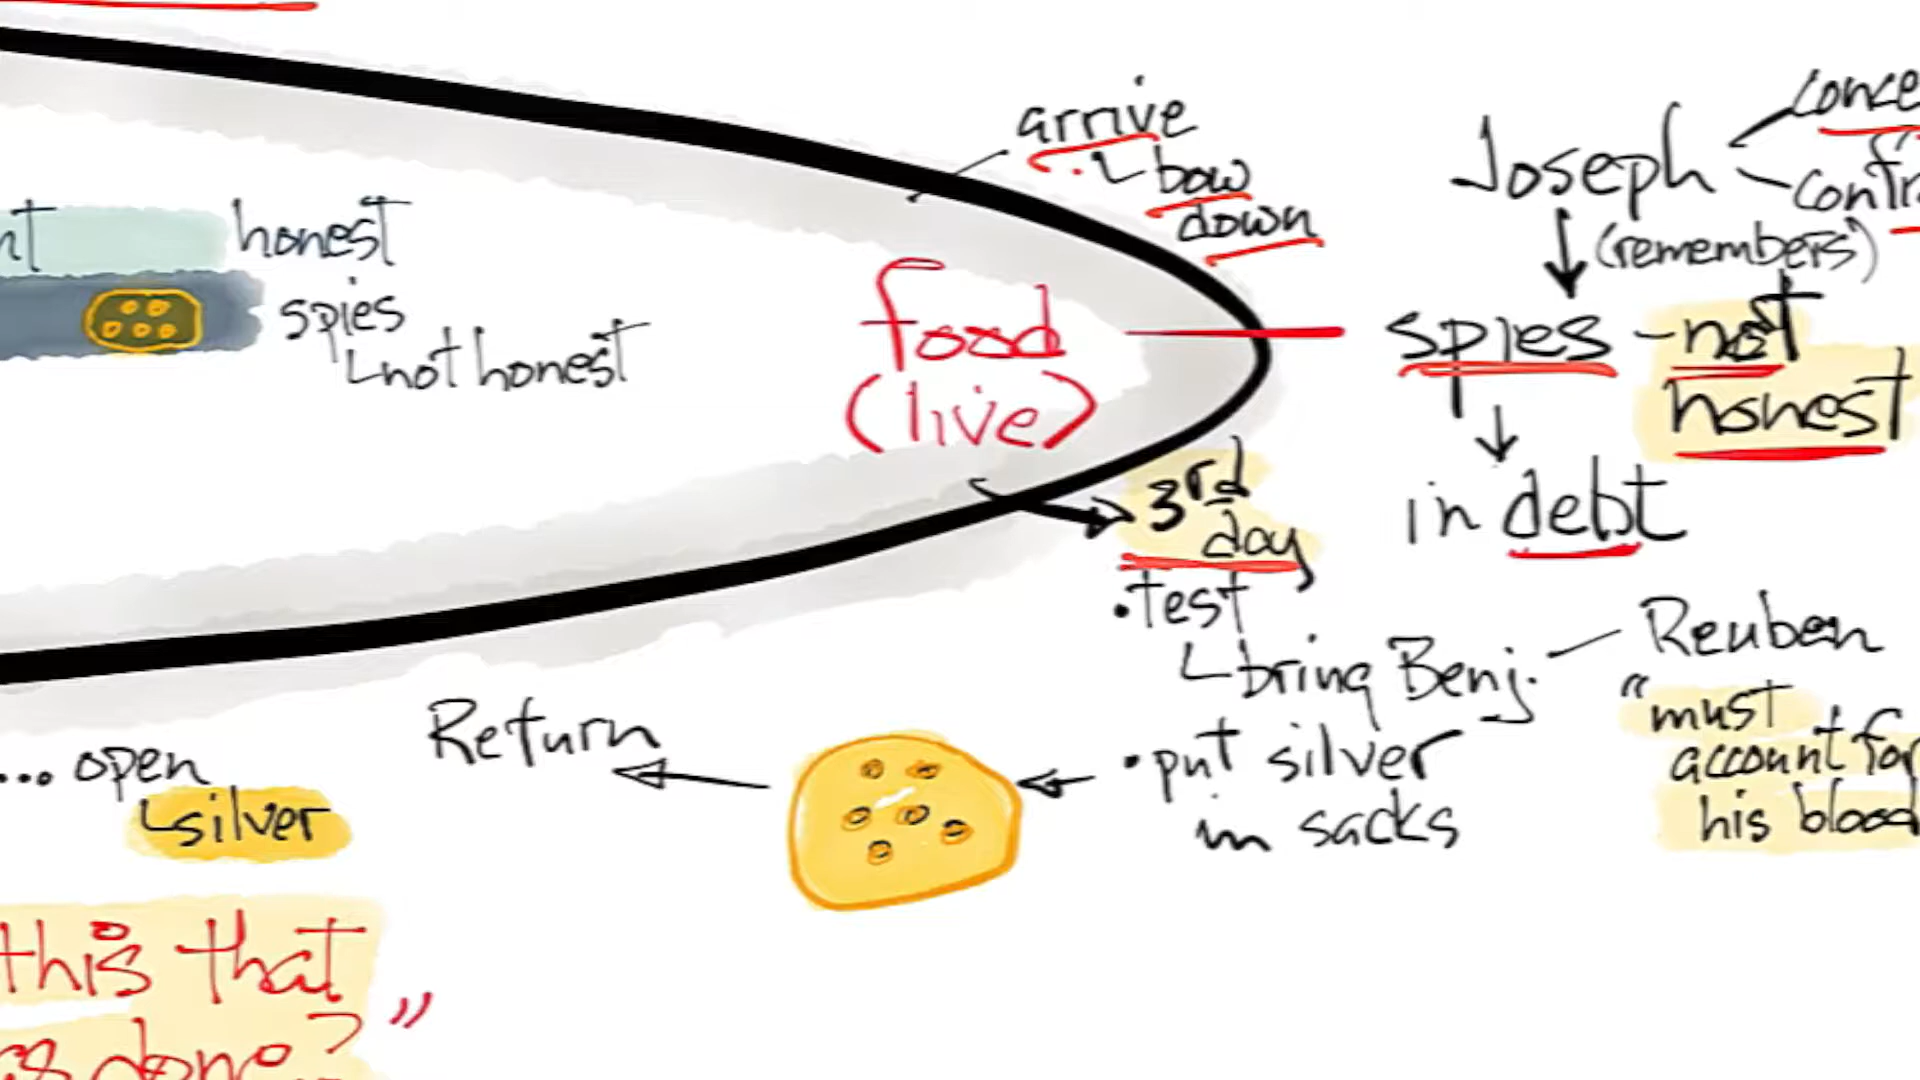 arrive
bow
down
Joseph
(remembers)
honest
spies
not honest
food
(live)
spies - not
honest
in debt
3rd
day
• test
bring Benj.
• put silver
in sacks
Reuben
"must
account for
his blood
Return
... open
silver
this that
done?"